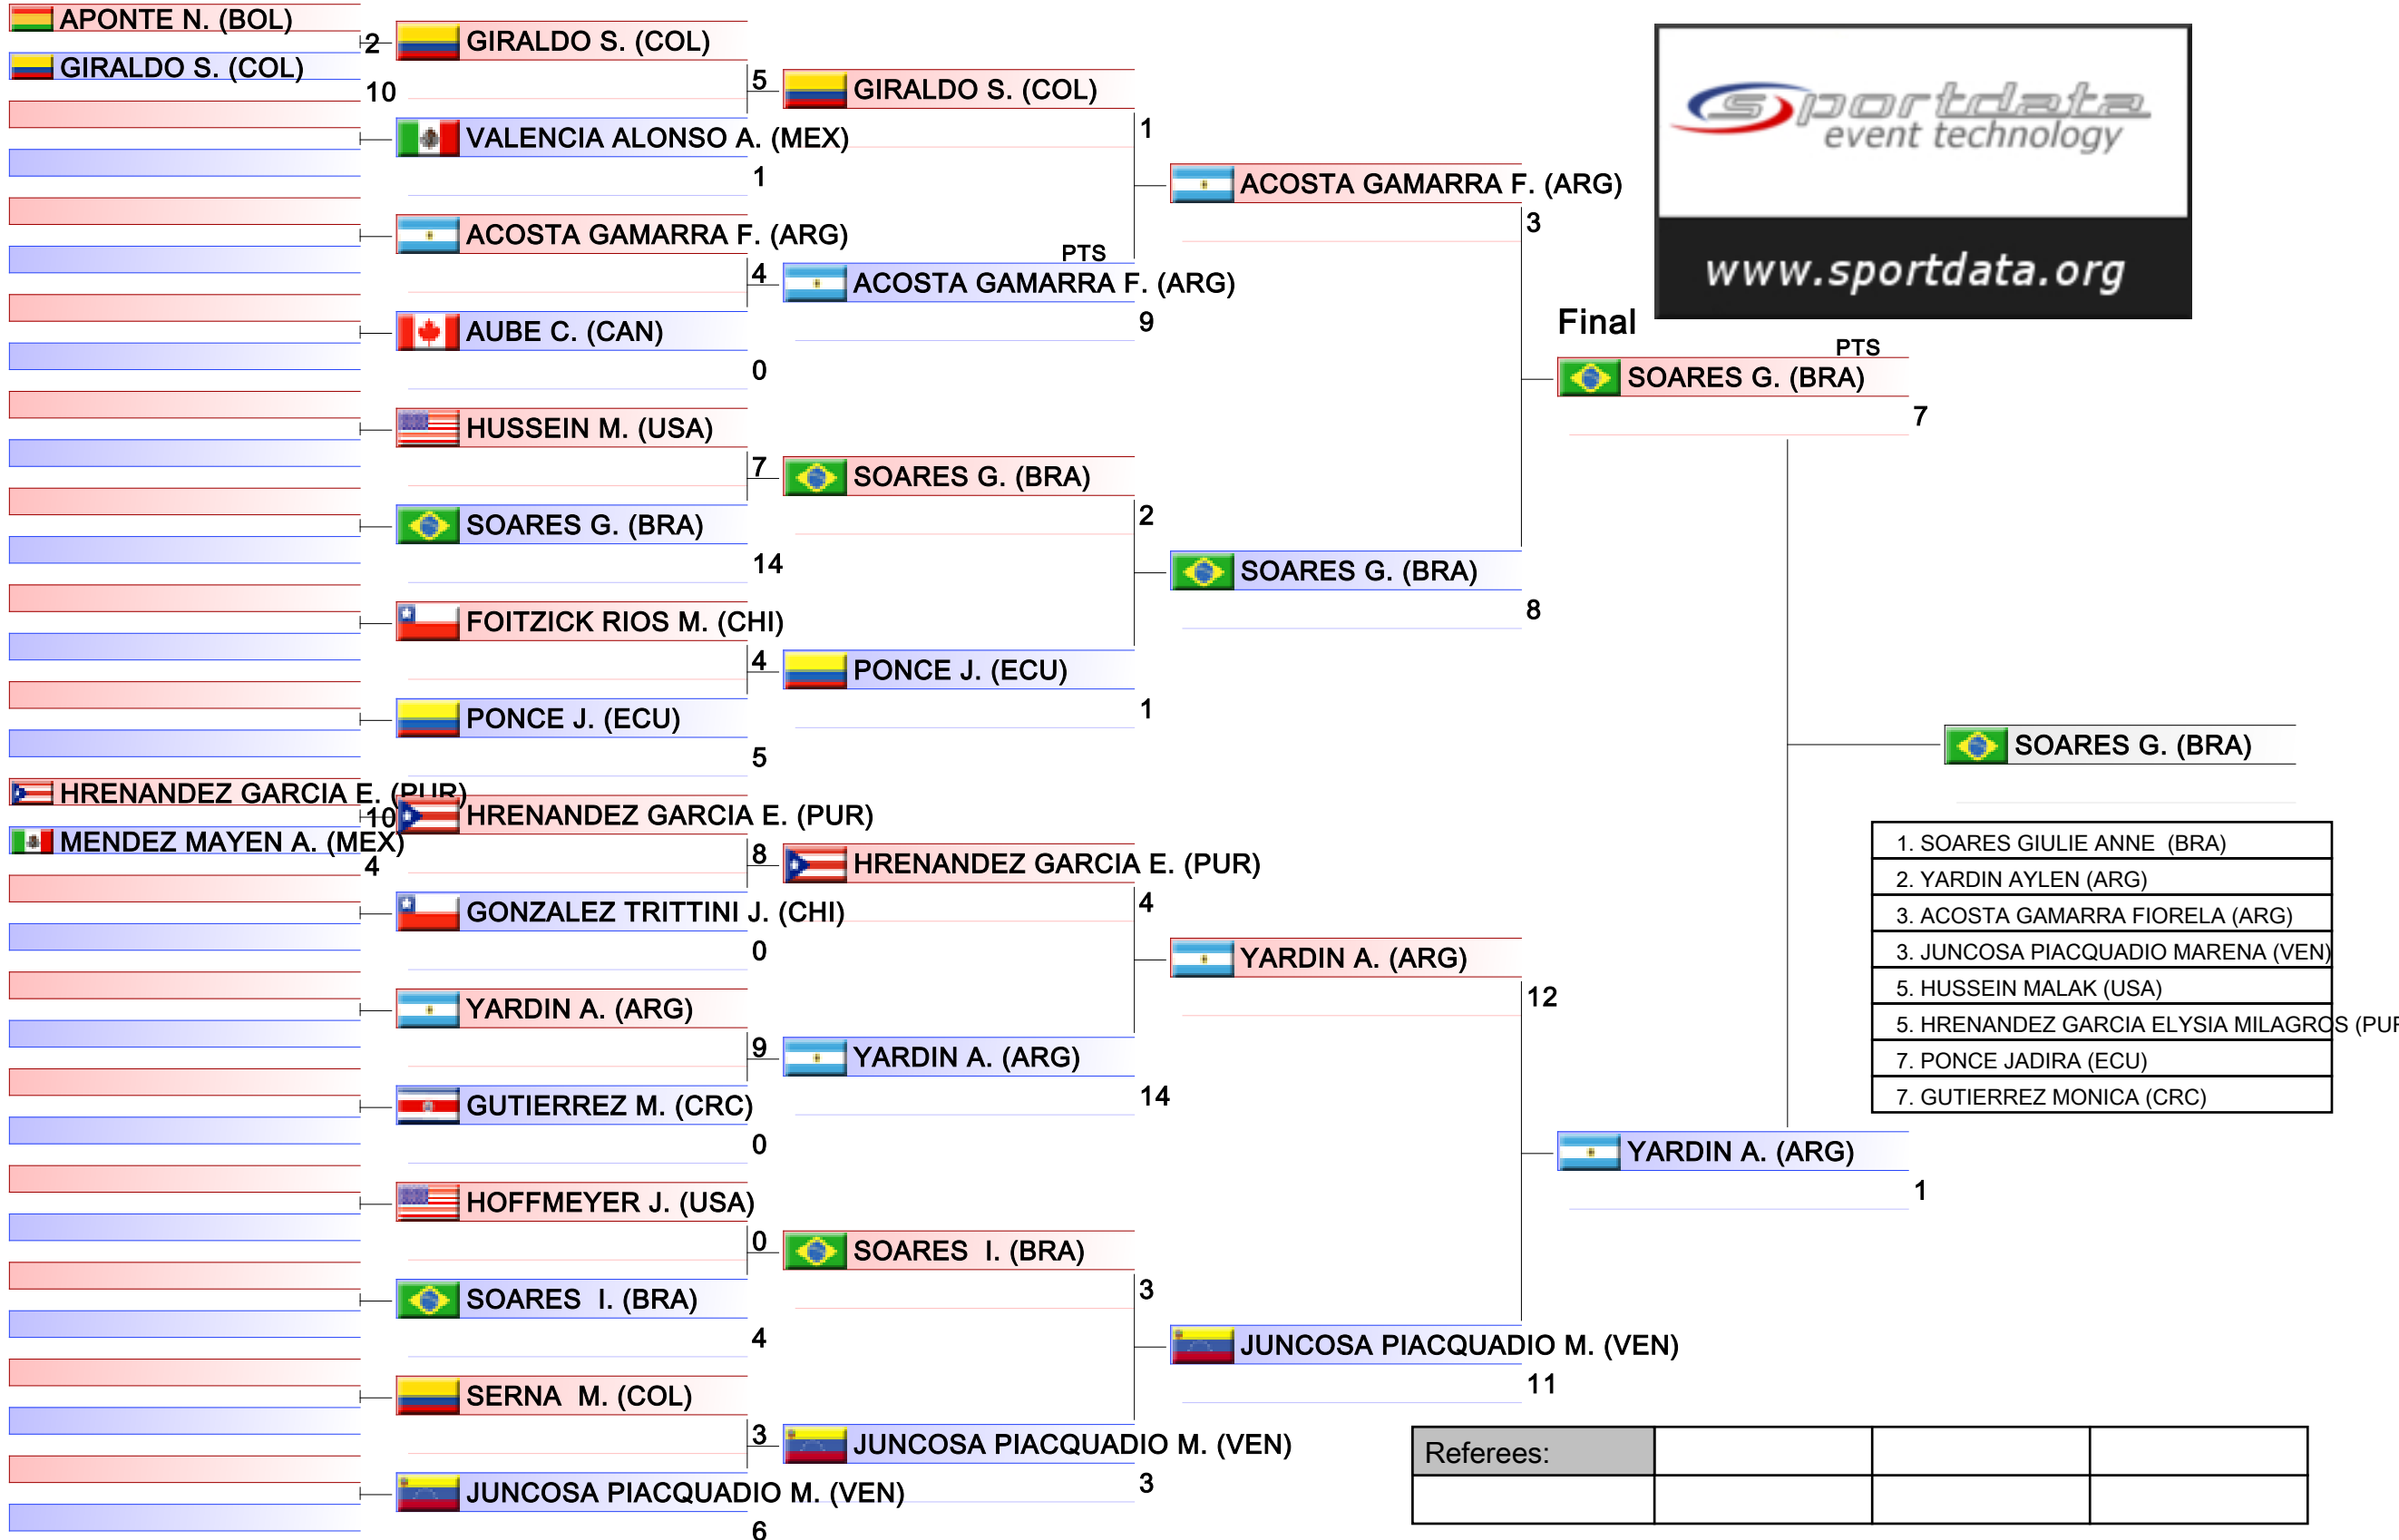 APONTE N. (BOL)
2
GIRALDO S. (COL)
10
HRENANDEZ GARCIA E. (PUR)
10
MENDEZ MAYEN A. (MEX)
4
GIRALDO S. (COL)
5
VALENCIA ALONSO A. (MEX)
1
ACOSTA GAMARRA F. (ARG)
4
AUBE C. (CAN)
0
HUSSEIN M. (USA)
7
SOARES G. (BRA)
14
FOITZICK RIOS M. (CHI)
4
PONCE J. (ECU)
5
HRENANDEZ GARCIA E. (PUR)
8
GONZALEZ TRITTINI J. (CHI)
0
YARDIN A. (ARG)
9
GUTIERREZ M. (CRC)
0
HOFFMEYER J. (USA)
0
SOARES I. (BRA)
4
SERNA M. (COL)
3
JUNCOSA PIACQUADIO M. (VEN)
6
GIRALDO S. (COL)
1
PTS
ACOSTA GAMARRA F. (ARG)
9
SOARES G. (BRA)
2
PONCE J. (ECU)
1
HRENANDEZ GARCIA E. (PUR)
4
YARDIN A. (ARG)
14
SOARES I. (BRA)
3
JUNCOSA PIACQUADIO M. (VEN)
3
ACOSTA GAMARRA F. (ARG)
3
SOARES G. (BRA)
8
YARDIN A. (ARG)
12
JUNCOSA PIACQUADIO M. (VEN)
11
sportdata
event technology
www.sportdata.org
Final
PTS
SOARES G. (BRA)
7
YARDIN A. (ARG)
1
SOARES G. (BRA)
1. SOARES GIULIE ANNE (BRA)
2. YARDIN AYLEN (ARG)
3. ACOSTA GAMARRA FIORELA (ARG)
3. JUNCOSA PIACQUADIO MARENA (VEN)
5. HUSSEIN MALAK (USA)
5. HRENANDEZ GARCIA ELYSIA MILAGROS (PUR
7. PONCE JADIRA (ECU)
7. GUTIERREZ MONICA (CRC)
Referees: